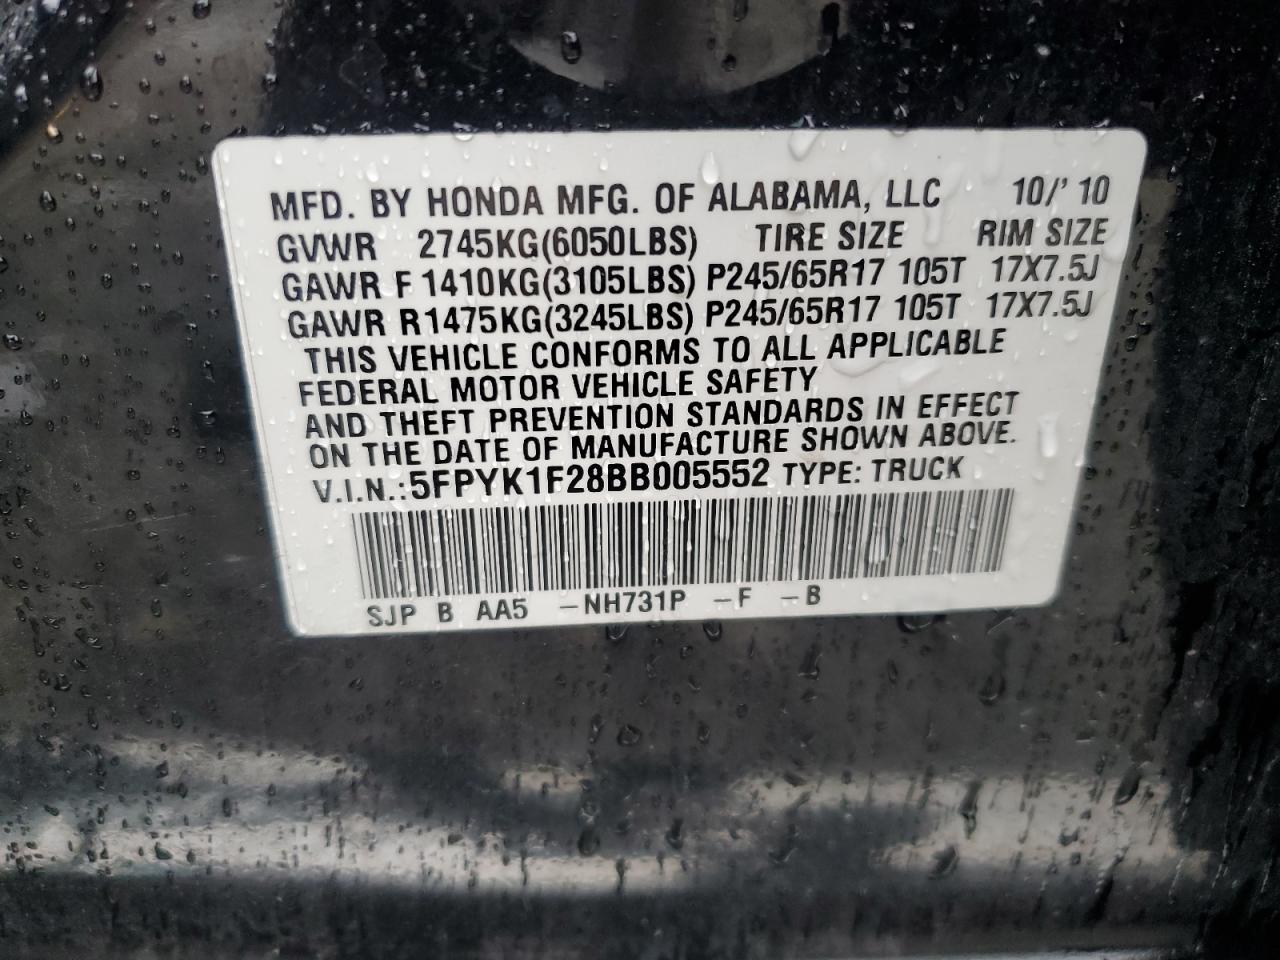 MFD. BY HONDA MFG. OF ALABAMA, LLC 10/'10
GVWR 2745KG(6050LBS) TIRE SIZE RIM SIZE
GAWR F 1410KG(3105LBS) P245/65R17 105T 17X7.5J
GAWR R1475KG(3245LBS) P245/65R17 105T 17X7.5J
THIS VEHICLE CONFORMS TO ALL APPLICABLE
FEDERAL MOTOR VEHICLE SAFETY
AND THEFT PREVENTION STANDARDS IN EFFECT
ON THE DATE OF MANUFACTURE SHOWN ABOVE.
V.I.N.:5FPYK1F28BB005552 TYPE: TRUCK
SJP B AA5 -NH731P -F -B